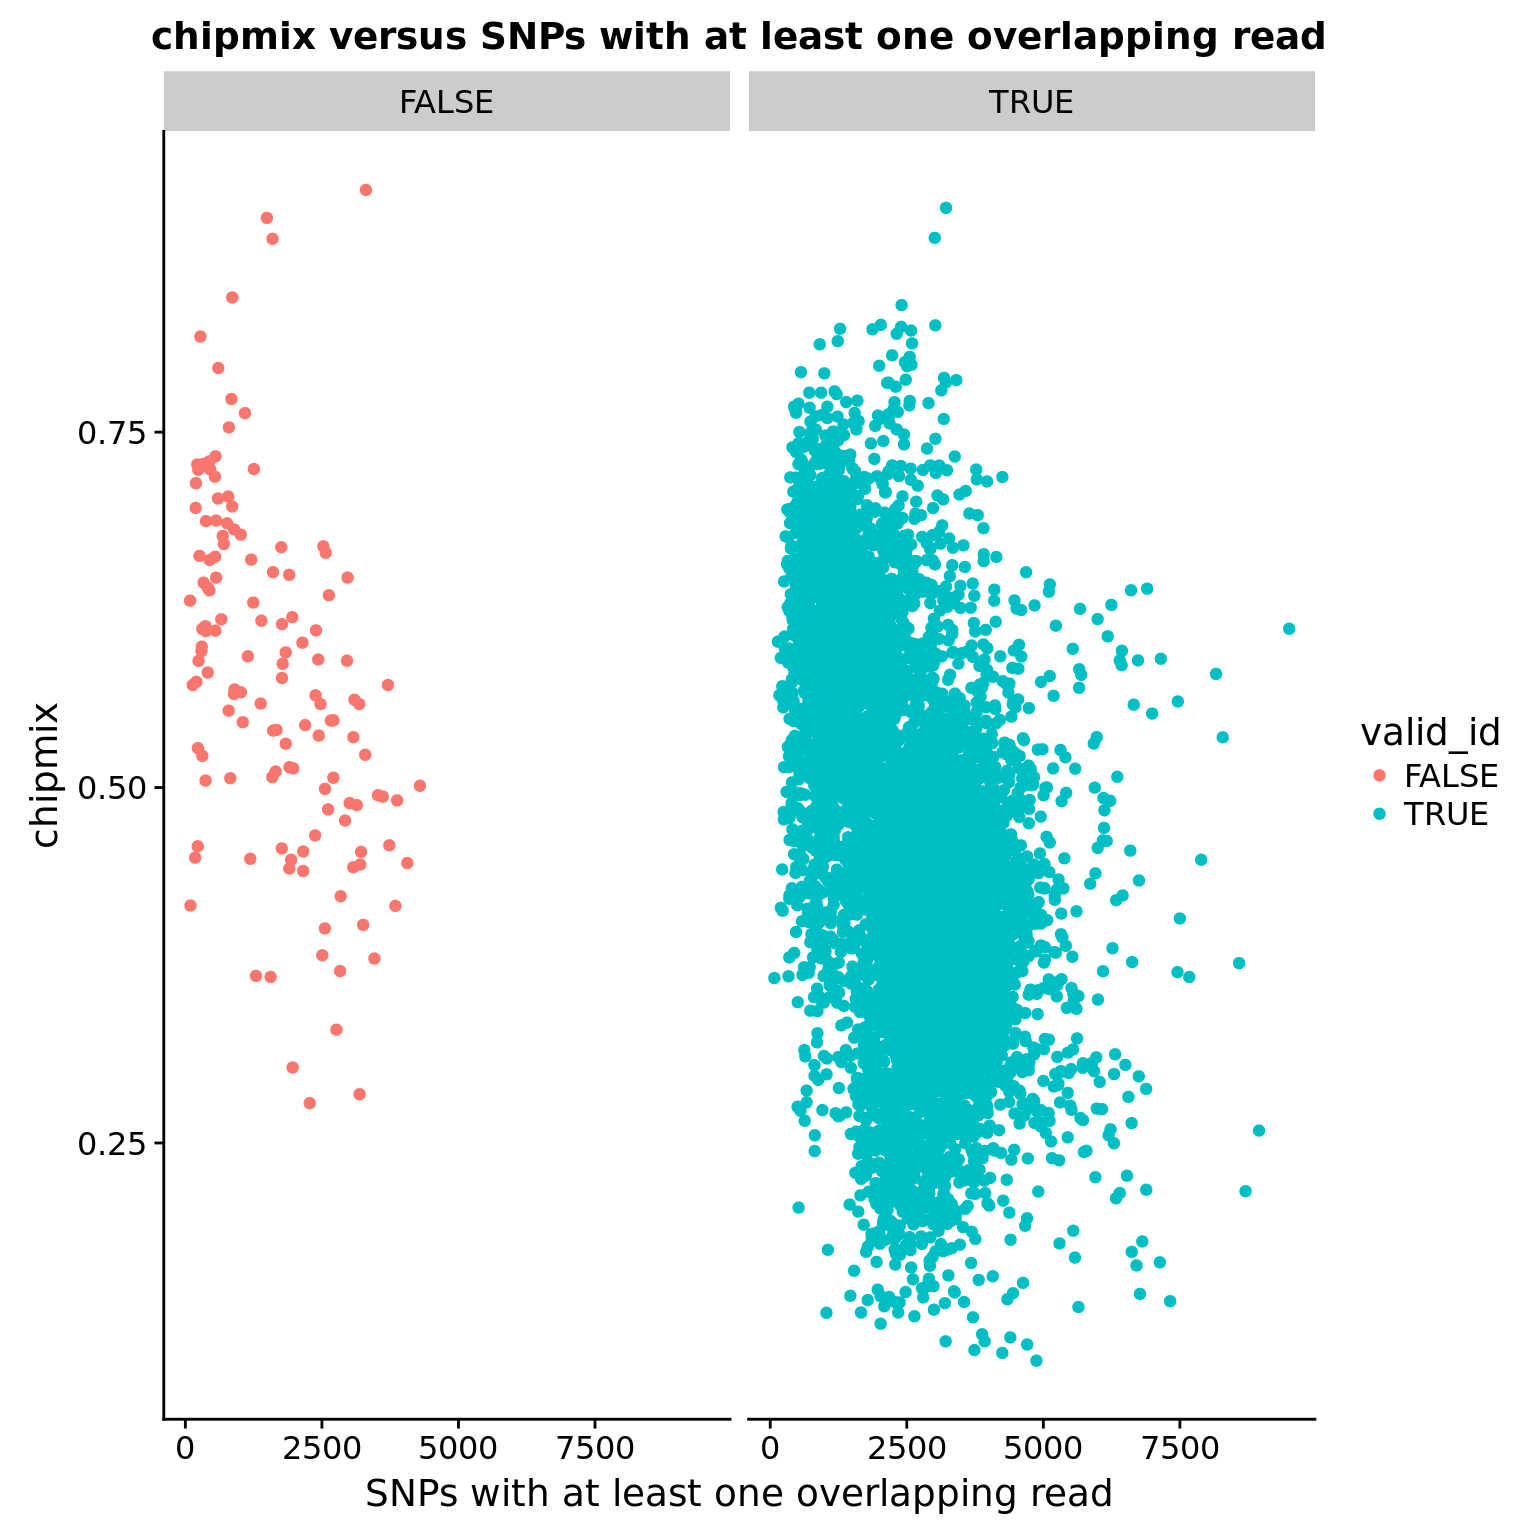 chipmix versus SNPs with at least one overlapping read
FALSE
TRUE
chipmix
0.75
0.50
0.25
0 2500 5000 7500
0 2500 5000 7500
SNPs with at least one overlapping read
valid_id
FALSE
TRUE